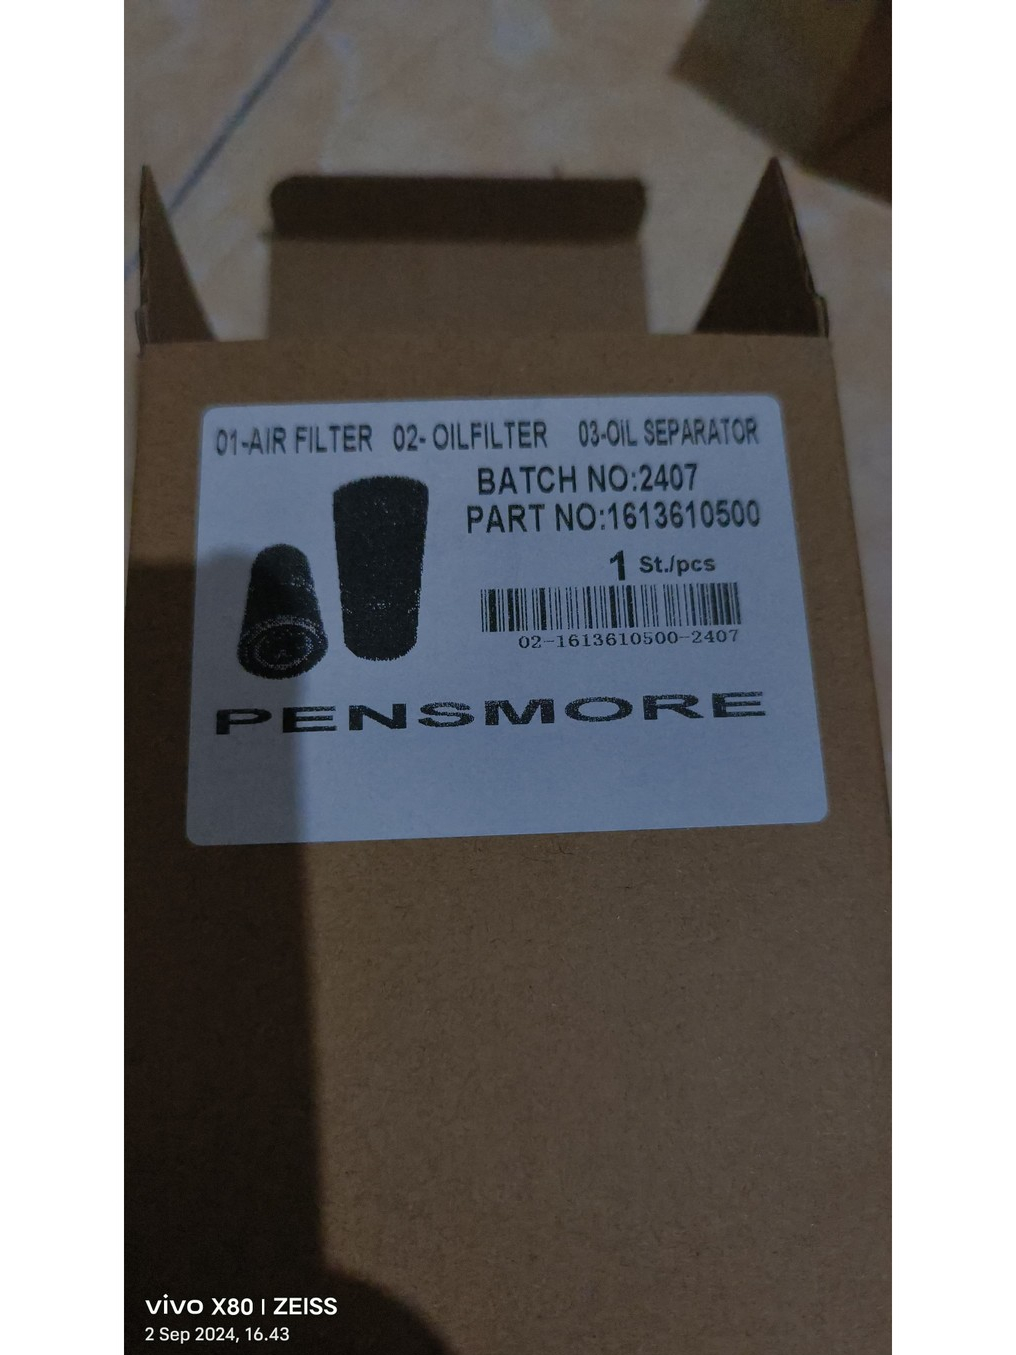 01-AIR FILTER 02- OILFILTER 03-OIL SEPARATOR
BATCH NO:2407
PART NO:1613610500
1 St./pcs
02-1613610500-2407
PENSMORE
vivo X80 | ZEISS
2 Sep 2024, 16.43